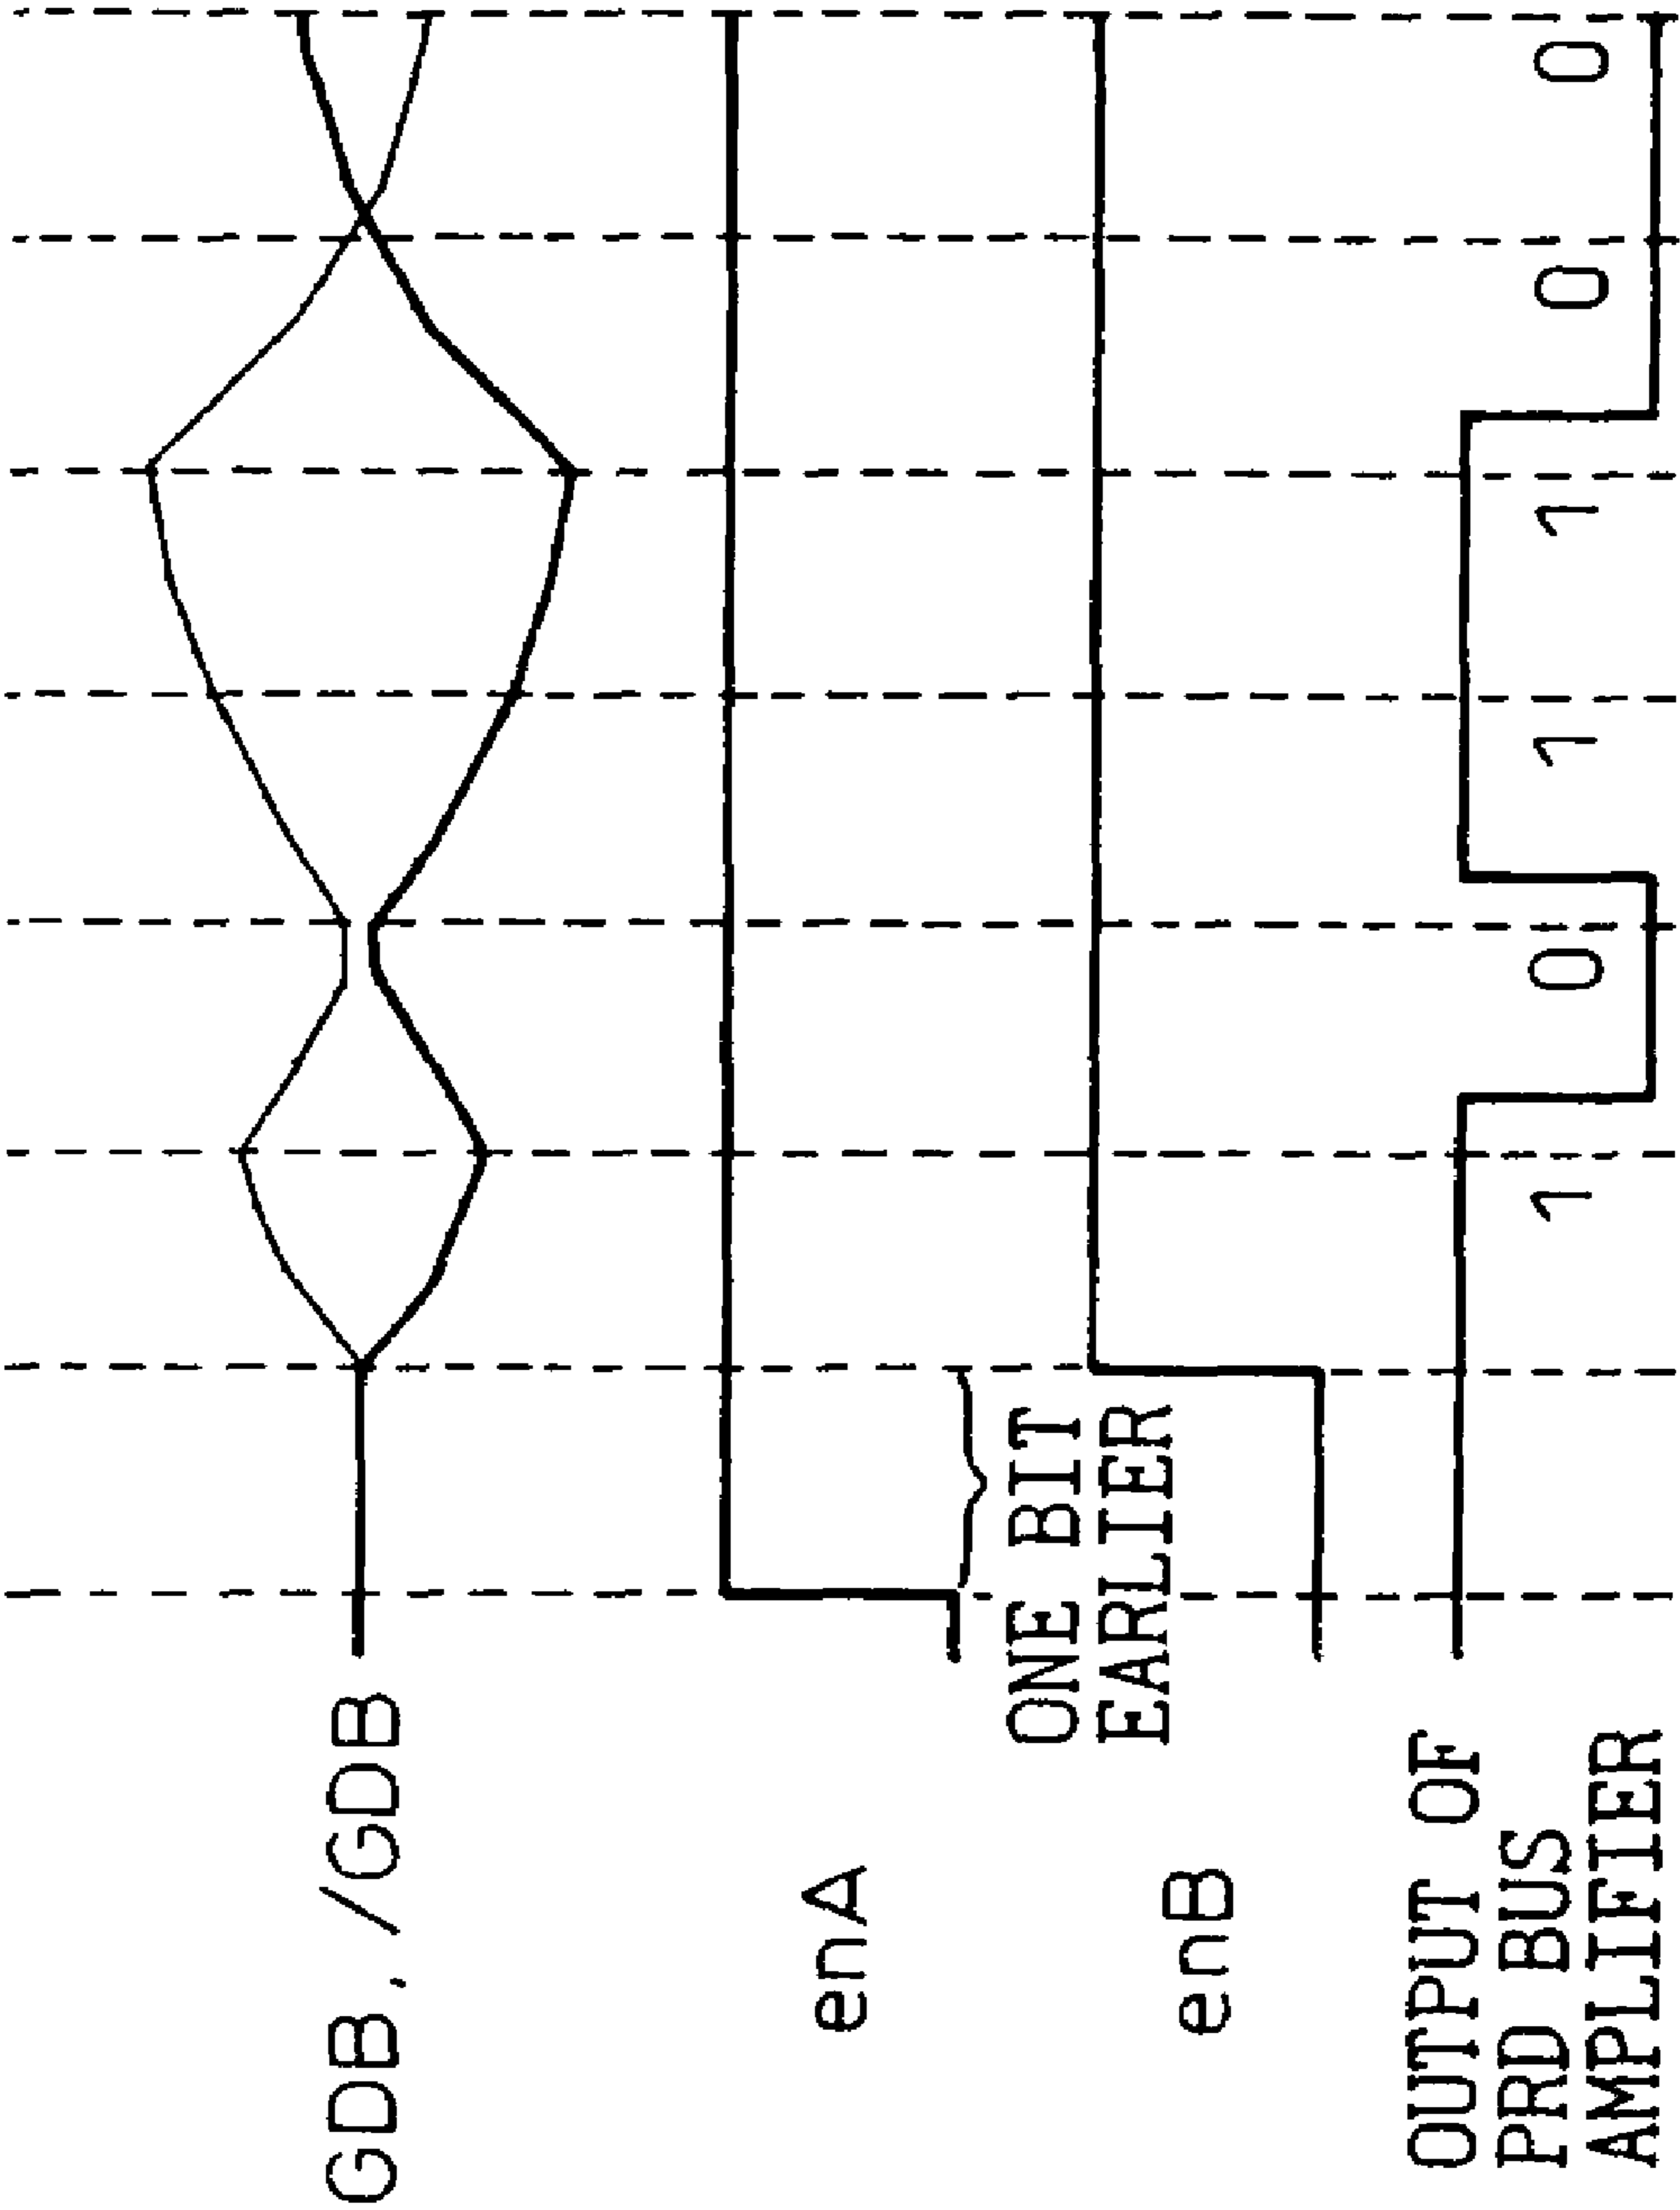 GDB, /GDB
enA
ONE BIT
EARLIER
enB
OUTPUT OF
PRD BUS
AMPLIFIER
1 0 1 1 0 0